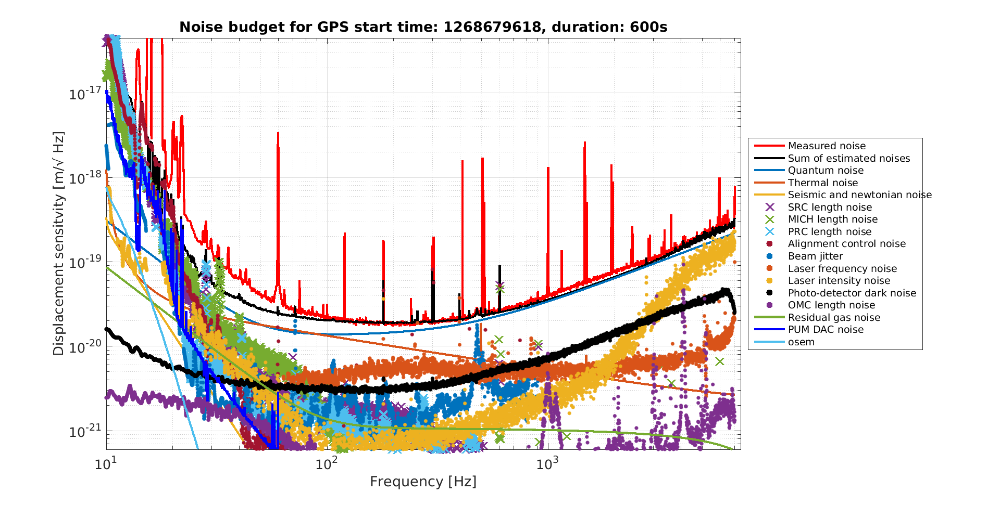 Noise budget for GPS start time: 1268679618, duration: 600s
Displacement sensitvity [m/√ Hz]
10^-17
10^-18
10^-19
10^-20
10^-21
10^1
10^2
10^3
Frequency [Hz]
Measured noise
Sum of estimated noises
Quantum noise
Thermal noise
Seismic and newtonian noise
SRC length noise
MICH length noise
PRC length noise
Alignment control noise
Beam jitter
Laser frequency noise
Laser intensity noise
Photo-detector dark noise
OMC length noise
Residual gas noise
PUM DAC noise
osem